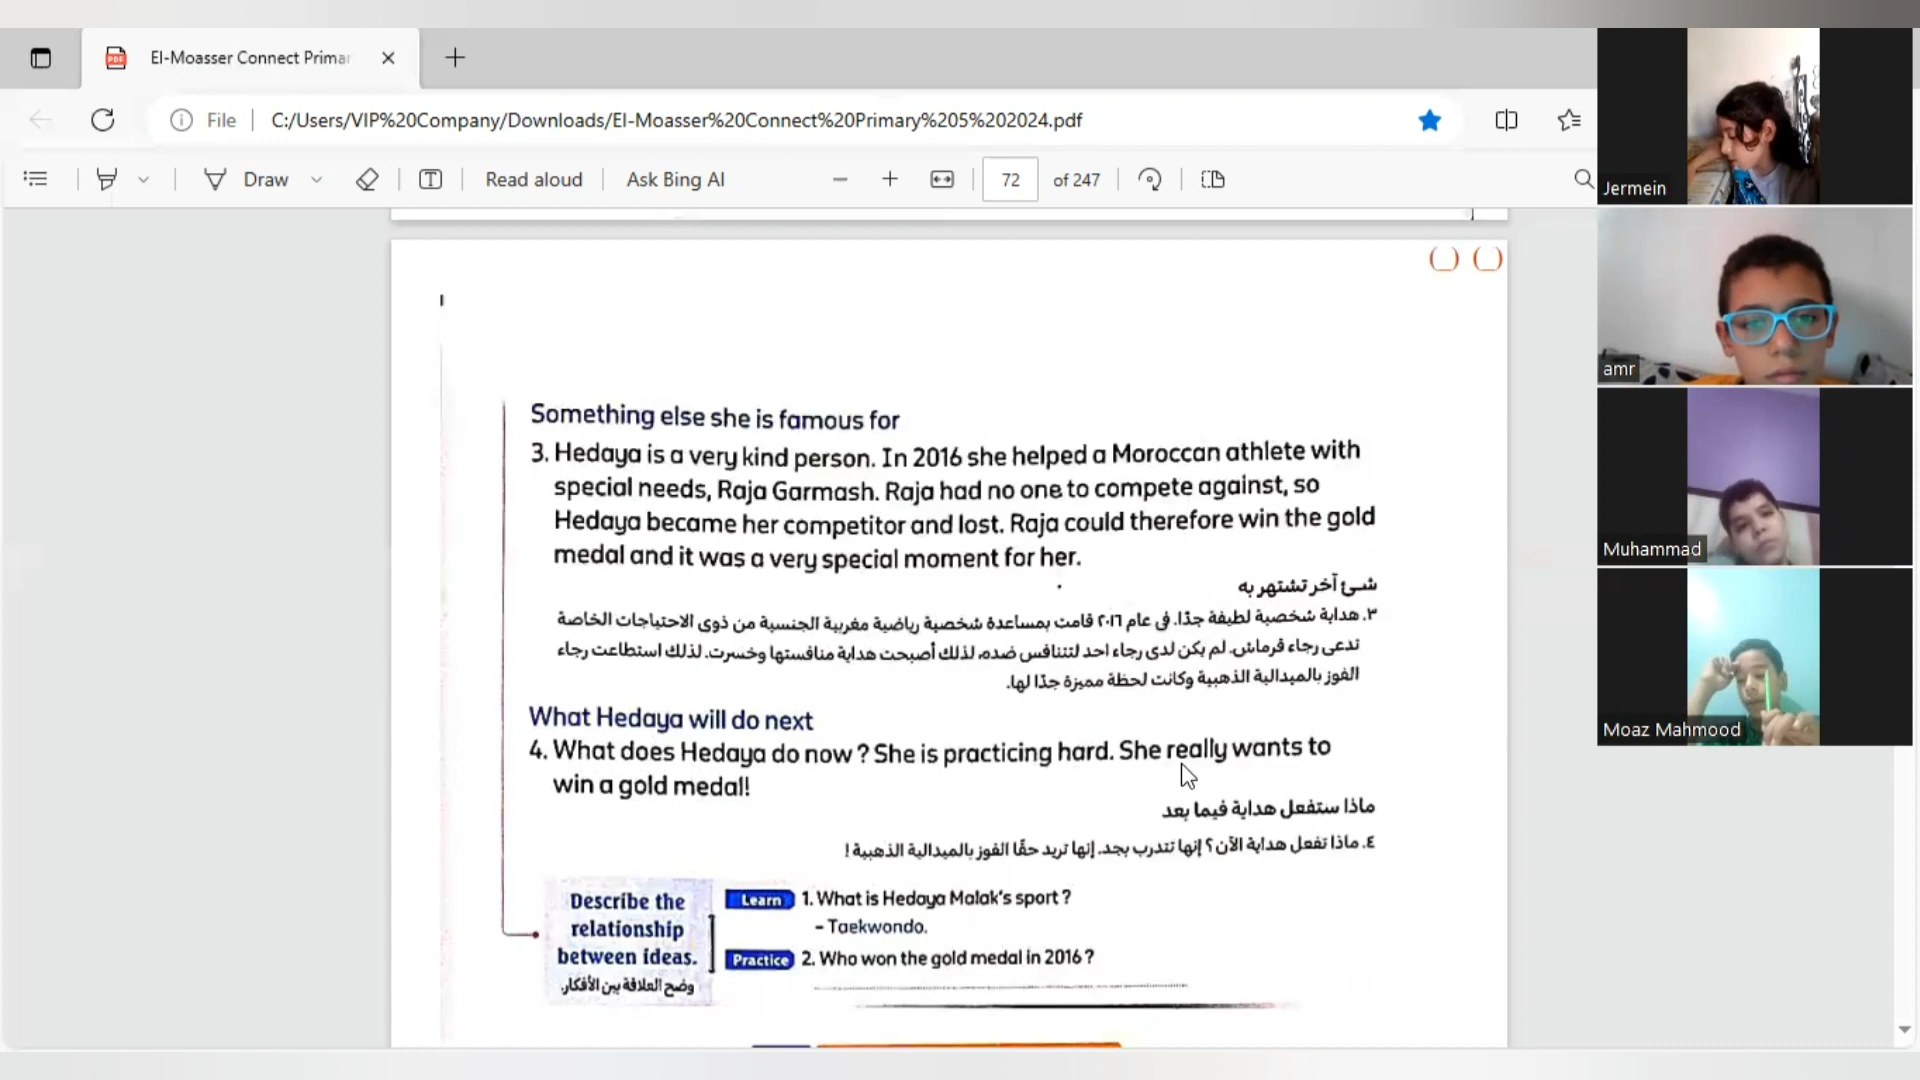 El-Moasser Connect Prima
File
C:/Users/VIP%20Company/Downloads/El-Moasser%20Connect%20Primary%205%202024.pdf
Draw
Read aloud
Ask Bing AI
72
of 247
Something else she is famous for
3. Hedaya is a very kind person. In 2016 she helped a Moroccan athlete with
special needs, Raja Garmash. Raja had no one to compete against, so
Hedaya became her competitor and lost. Raja could therefore win the gold
medal and it was a very special moment for her.
شئ آخر تشتهر به
٣. هداية شخصية لطيفة جدًا. فى عام ٢٠١٦ قامت بمساعدة شخصية رياضية مغربية الجنسية من ذوى الاحتياجات الخاصة
تدعى رجاء قرماش. لم يكن لدى رجاء احد لتتنافس ضده، لذلك أصبحت هداية منافستها وخسرت. لذلك استطاعت رجاء
الفوز بالميدالية الذهبية وكانت لحظة مميزة جدًا لها.
What Hedaya will do next
4. What does Hedaya do now ? She is practicing hard. She really wants to
win a gold medal!
ماذا ستفعل هداية فيما بعد
٤. ماذا تفعل هداية الآن ؟ إنها تتدرب بجد. إنها تريد حقًا الفوز بالميدالية الذهبية !
Describe the
relationship
between ideas.
وضح العلاقة بين الأفكار.
Learn 1. What is Hedaya Malak's sport ?
– Taekwondo.
Practice 2. Who won the gold medal in 2016 ?
Jermein
amr
Muhammad
Moaz Mahmood